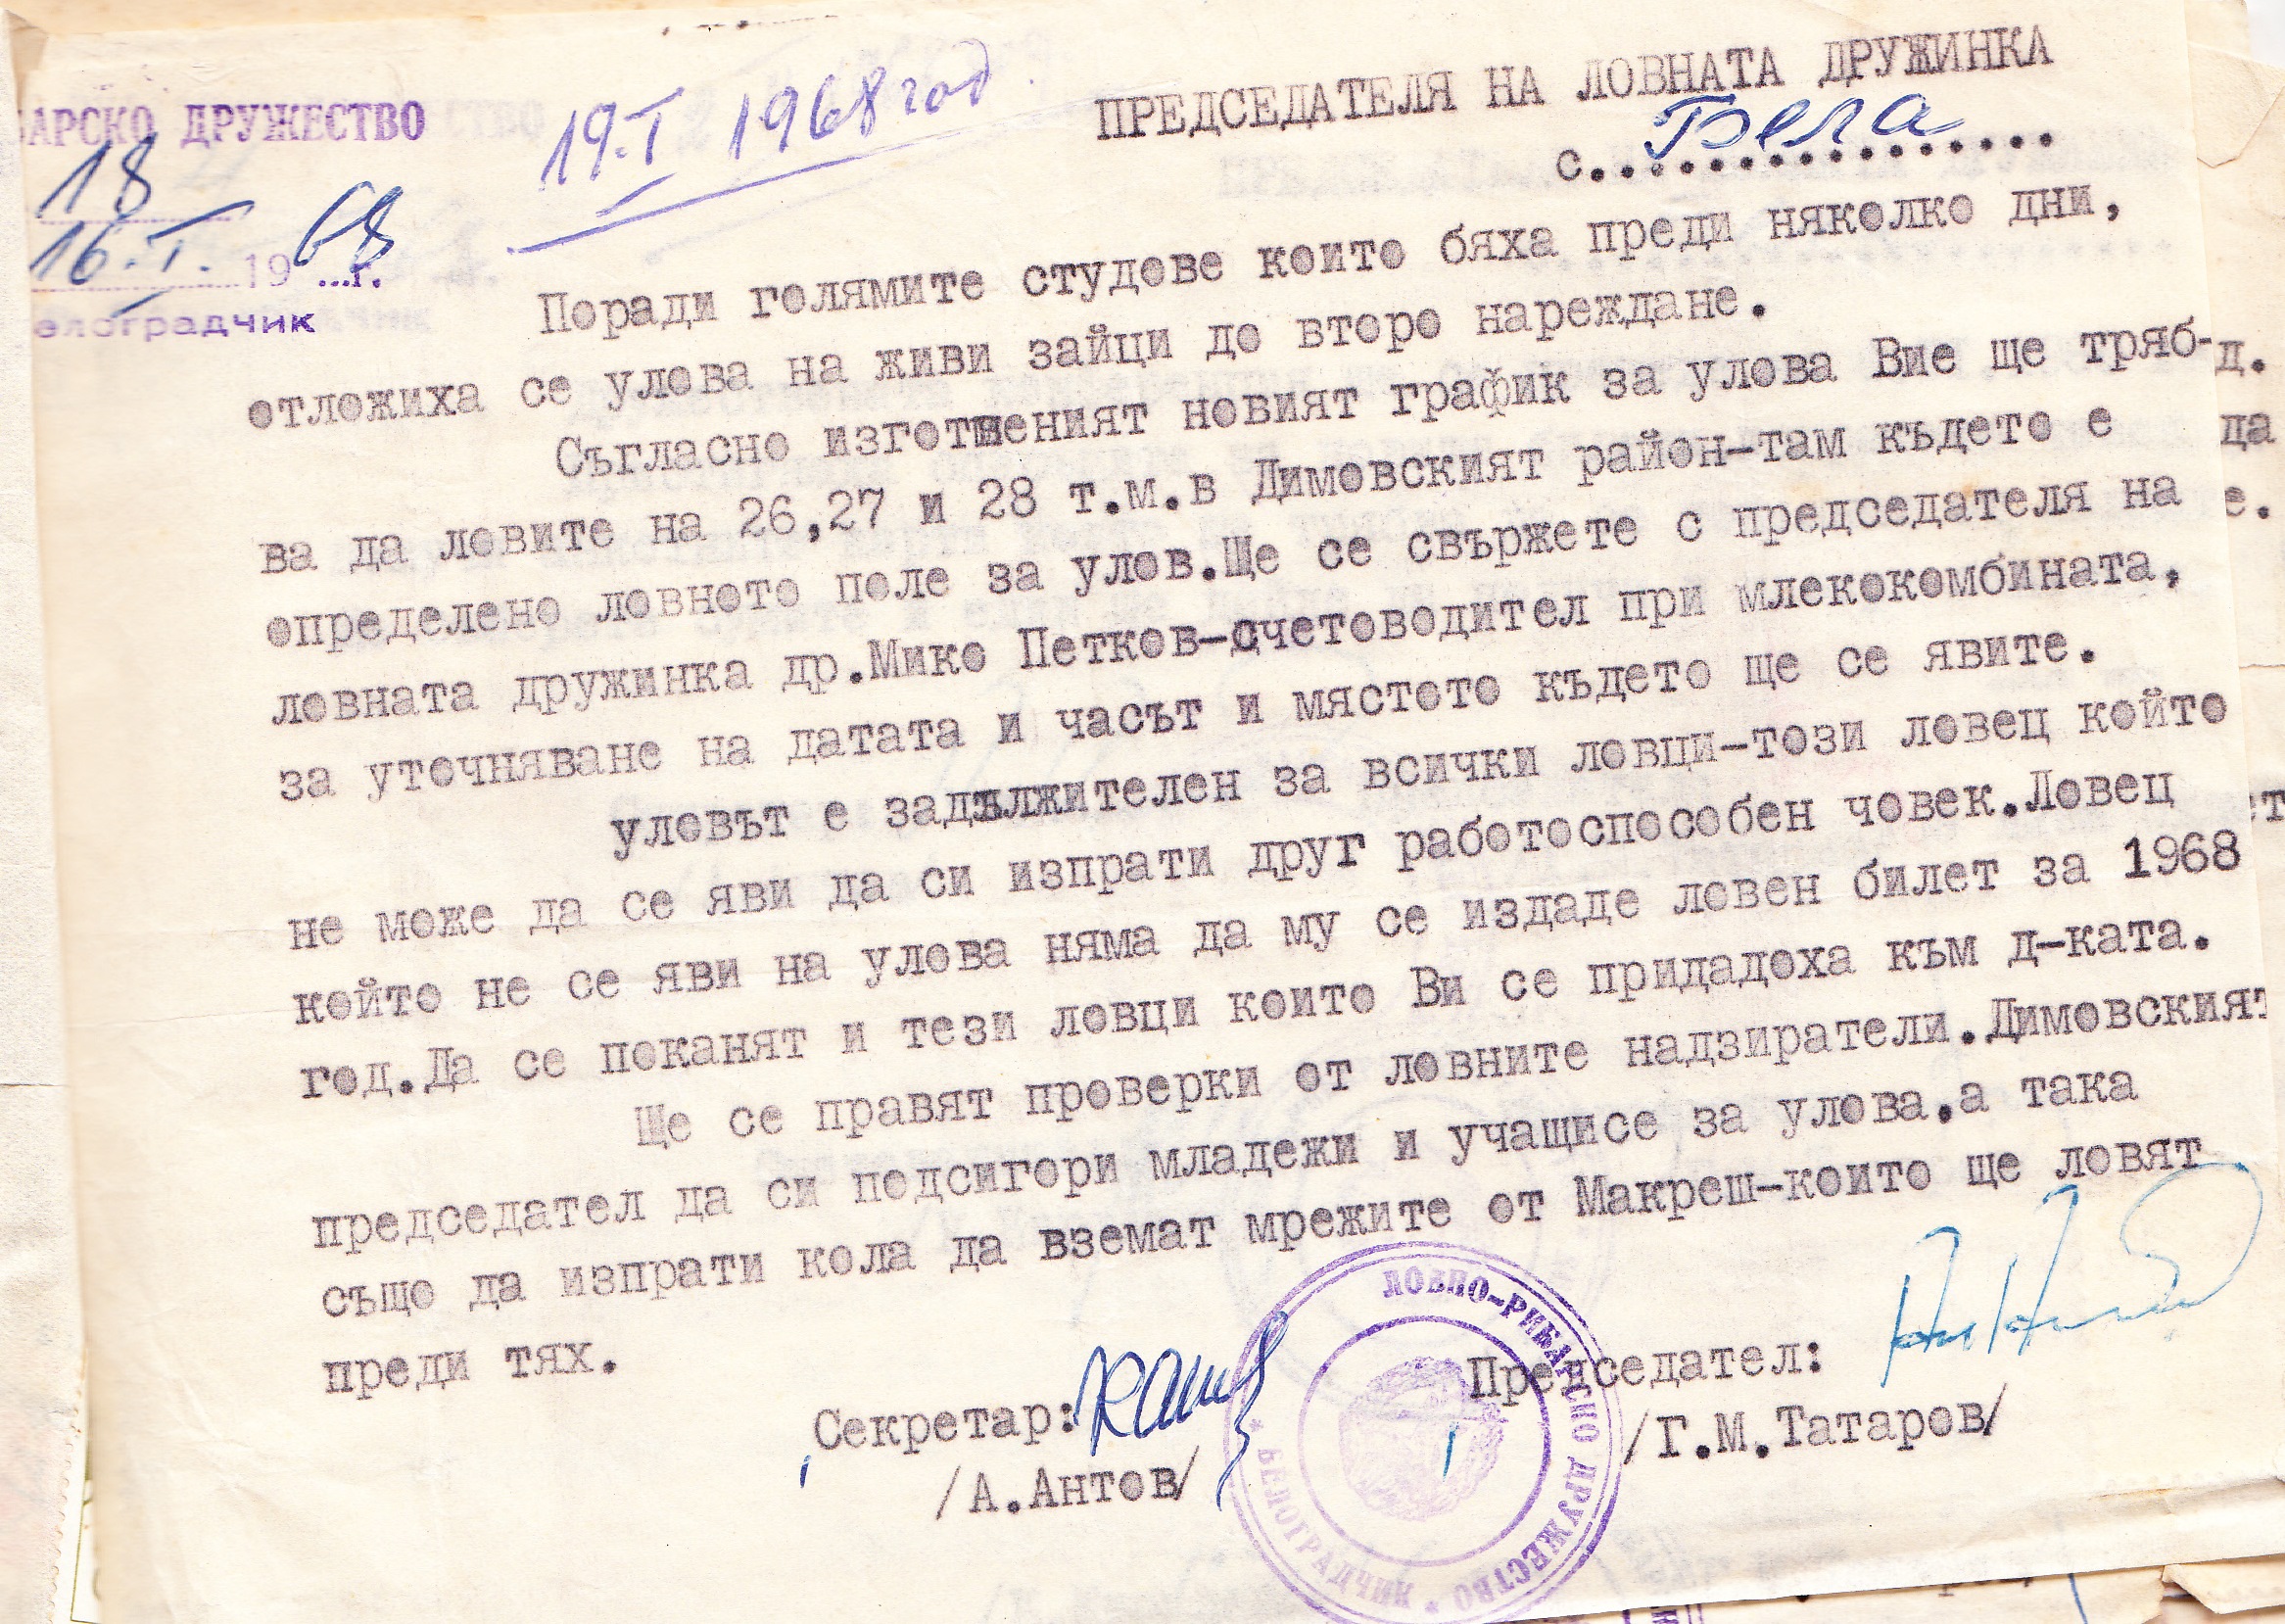 БАРСКО ДРУЖЕСТВО
18
16.I. 1968 г.
елоградчик
19.I 1968 год.
ПРЕДСЕДАТЕЛЯ НА ЛОВНАТА ДРУЖИНКА
с. Бела
Поради голямите студове които бяха преди няколко дни,
отложиха се улова на живи зайци до второ нареждане.
Съгласно изготвеният новият график за улова Вие ще тряб-
ва да ловите на 26,27 и 28 т.м.в Димовският район-там където е
определено ловното поле за улов.Ще се свържете с председателя на
ловната дружинка др.Мико Петков-счетоводител при млекокомбината,
за уточняване на датата и часът и мястото където ще се явите.
уловът е задължителен за всички ловци-този ловец който
не може да се яви да си изпрати друг работоспособен човек.Ловец
който не се яви на улова няма да му се издаде ловен билет за 1968
год.Да се поканят и тези ловци които Ви се придадоха към д-ката.
Ще се правят проверки от ловните надзиратели.Димовският
председател да си подсигори младежи и учащисе за улова.а така
също да изпрати кола да вземат мрежите от Макреш-които ще ловят
преди тях.
Секретар:
/А.Антов/
Председател:
/Г.М.Татаров/
ЛОВНО-РИБАРСКО ДРУЖЕСТВО * БЕЛОГРАДЧИК *
д.
да
е.
ет